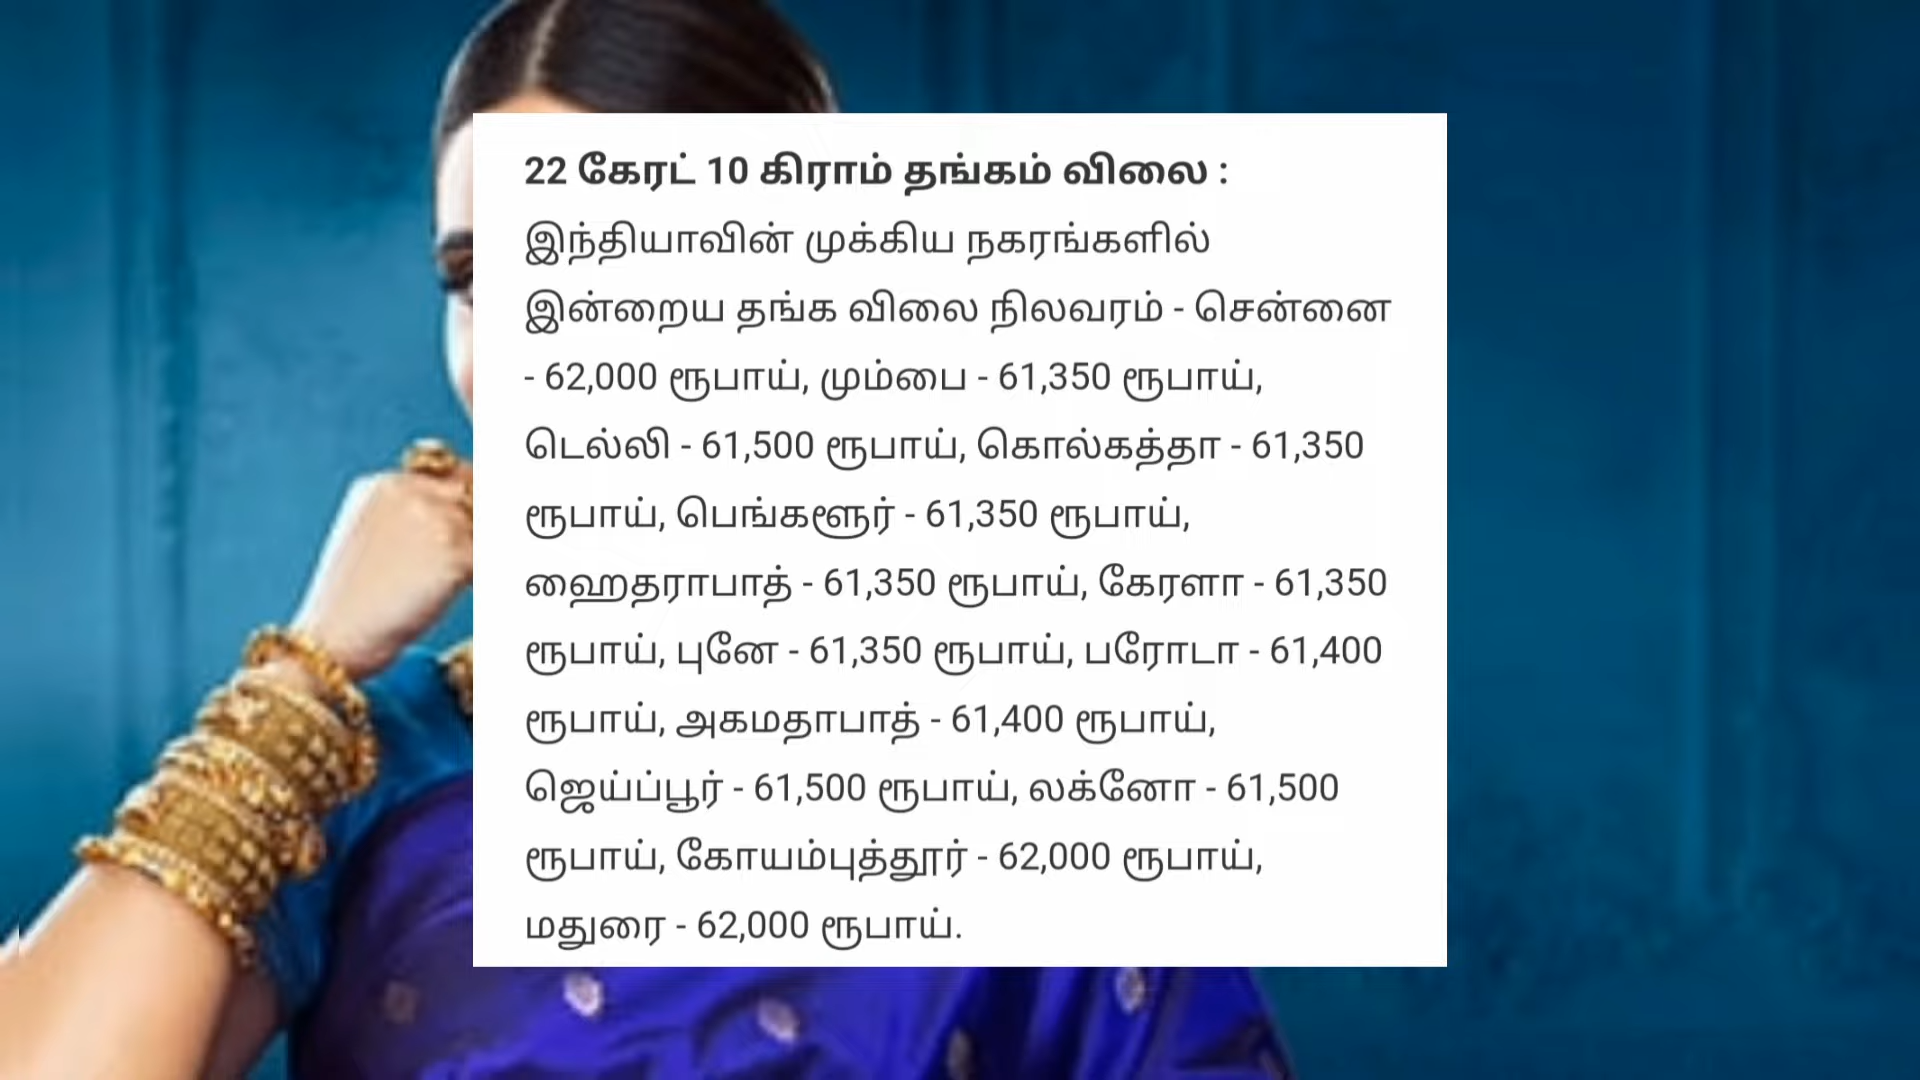 22 கேரட் 10 கிராம் தங்கம் விலை :
இந்தியாவின் முக்கிய நகரங்களில்
இன்றைய தங்க விலை நிலவரம் - சென்னை
- 62,000 ரூபாய், மும்பை - 61,350 ரூபாய்,
டெல்லி - 61,500 ரூபாய், கொல்கத்தா - 61,350
ரூபாய், பெங்களூர் - 61,350 ரூபாய்,
ஹைதராபாத் - 61,350 ரூபாய், கேரளா - 61,350
ரூபாய், புனே - 61,350 ரூபாய், பரோடா - 61,400
ரூபாய், அகமதாபாத் - 61,400 ரூபாய்,
ஜெய்ப்பூர் - 61,500 ரூபாய், லக்னோ - 61,500
ரூபாய், கோயம்புத்தூர் - 62,000 ரூபாய்,
மதுரை - 62,000 ரூபாய்.